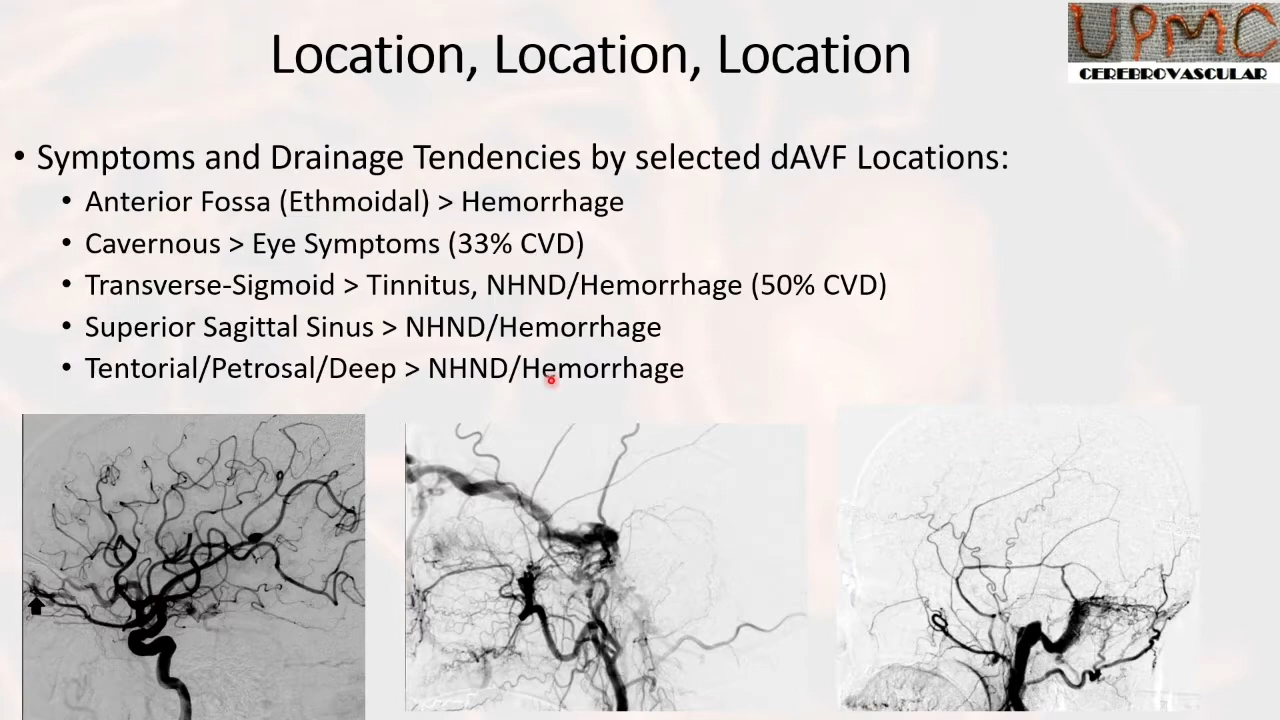 Location, Location, Location
UPMC
CEREBROVASCULAR
• Symptoms and Drainage Tendencies by selected dAVF Locations:
• Anterior Fossa (Ethmoidal) > Hemorrhage
• Cavernous > Eye Symptoms (33% CVD)
• Transverse-Sigmoid > Tinnitus, NHND/Hemorrhage (50% CVD)
• Superior Sagittal Sinus > NHND/Hemorrhage
• Tentorial/Petrosal/Deep > NHND/Hemorrhage